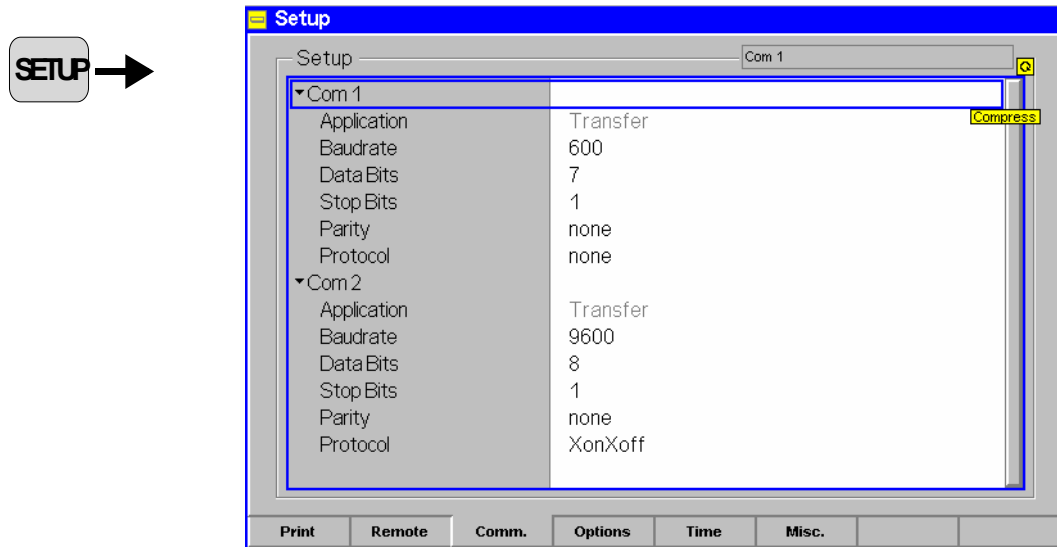 Setup
SETUP
Setup
Com 1
Com 1
Compress
Application Transfer
Baudrate 600
Data Bits 7
Stop Bits 1
Parity none
Protocol none
Com 2
Application Transfer
Baudrate 9600
Data Bits 8
Stop Bits 1
Parity none
Protocol XonXoff
Print Remote Comm. Options Time Misc.